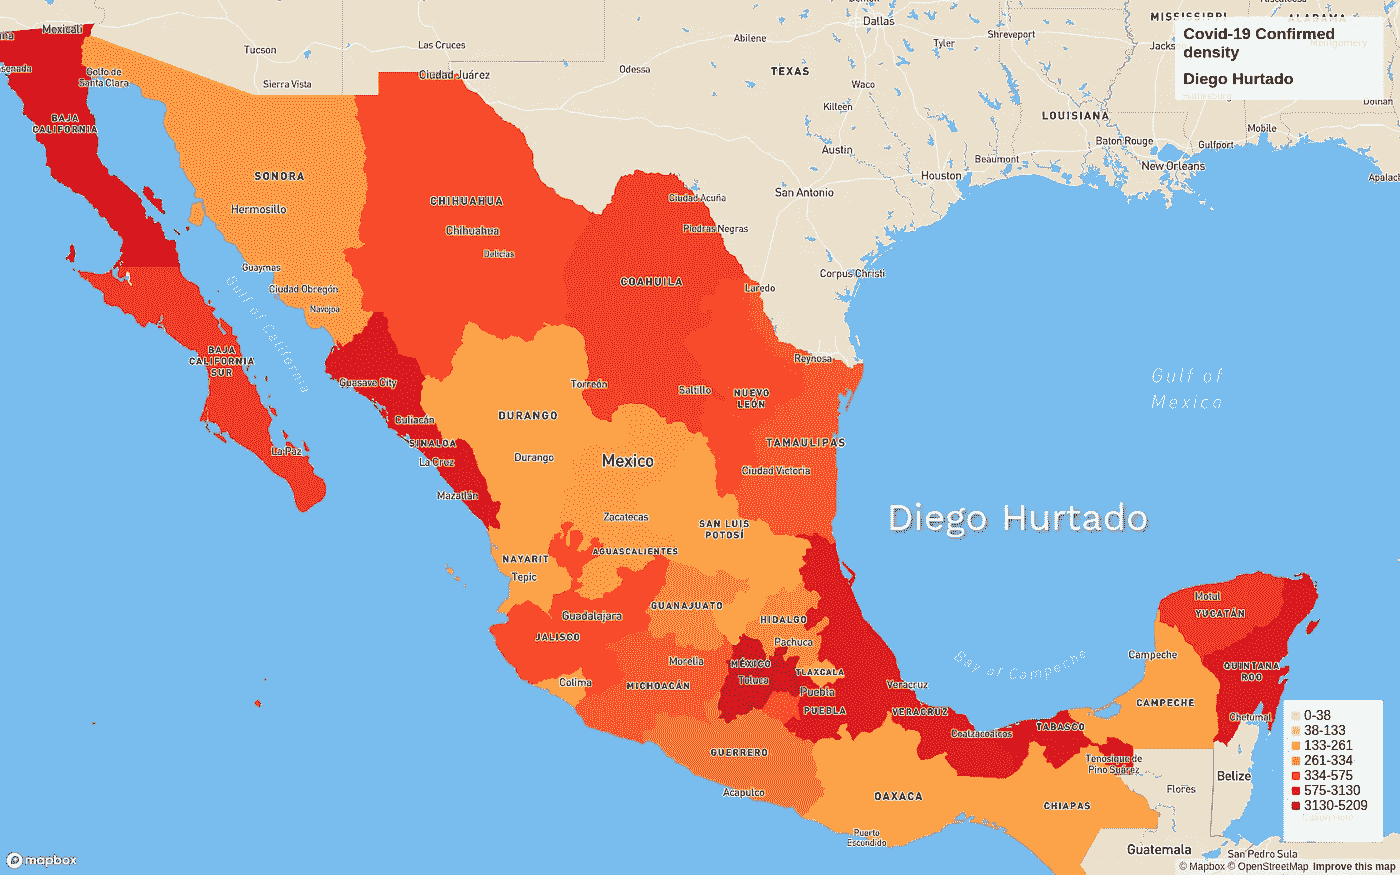 Mexicali
Tucson
Las Cruces
Abilene
Dallas
Tyler
Shreveport
MISSISSIPPI
ALABAMA
Covid-19 Confirmed
density
Diego Hurtado
Montgomery
Golfo de
Santa Clara
Sierra Vista
Ciudad Juárez
Odessa
TEXAS
Waco
Killeen
LOUISIANA
Baton Rouge
Mobile
Gulfport
BAJA
CALIFORNIA
SONORA
Hermosillo
CHIHUAHUA
Chihuahua
Delicias
Ciudad Acuña
Piedras Negras
San Antonio
Austin
Houston
Beaumont
New Orleans
Guaymas
Ciudad Obregón
Navojoa
Gulf of California
COAHUILA
Laredo
Corpus Christi
BAJA
CALIFORNIA
SUR
Guasave City
Culiacán
SINALOA
La Cruz
Mazatlán
La Paz
Torreón
Saltillo
NUEVO
LEÓN
Reynosa
DURANGO
Durango
Mexico
TAMAULIPAS
Ciudad Victoria
Gulf of
Mexico
Zacatecas
SAN LUIS
POTOSÍ
Diego Hurtado
NAYARIT
Tepic
AGUASCALIENTES
Guadalajara
JALISCO
GUANAJUATO
HIDALGO
Pachuca
Colima
Morelia
MICHOACÁN
MÉXICO
Toluca
TLAXCALA
Puebla
PUEBLA
Veracruz
VERACRUZ
Bay of Campeche
Motul
YUCATÁN
Campeche
CAMPECHE
QUINTANA
ROO
Chetumal
GUERRERO
Acapulco
Coatzacoalcos
TABASCO
Tenosique de
Pino Suárez
OAXACA
CHIAPAS
Puerto
Escondido
Belize
Flores
Guatemala
San Pedro Sula
0-38
38-133
133-261
261-334
334-575
575-3130
3130-5209
mapbox
© Mapbox © OpenStreetMap Improve this map